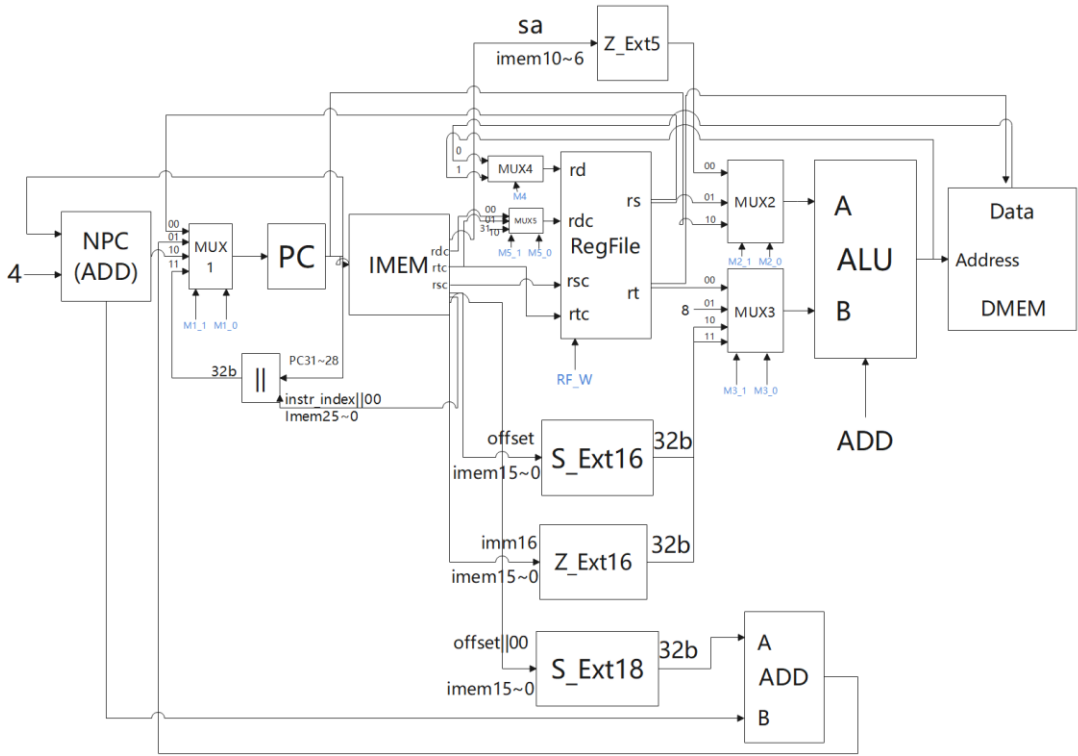 sa
imem10~6
Z_Ext5
0
1
MUX4
M4
rd
rdc
RegFile
rs
rsc
rt
rtc
RF_W
00
01
31
10
MUX5
M5_1
M5_0
00
01
10
MUX2
M2_1
M2_0
00
8
01
10
11
MUX3
M3_1
M3_0
A
ALU
B
ADD
Data
Address
DMEM
4
NPC
(ADD)
00
01
10
11
MUX
1
M1_1
M1_0
PC
IMEM
rdc
rtc
rsc
32b
||
PC31~28
instr_index||00
Imem25~0
offset
imem15~0
S_Ext16
32b
imm16
imem15~0
Z_Ext16
32b
offset||00
imem15~0
S_Ext18
32b
A
ADD
B